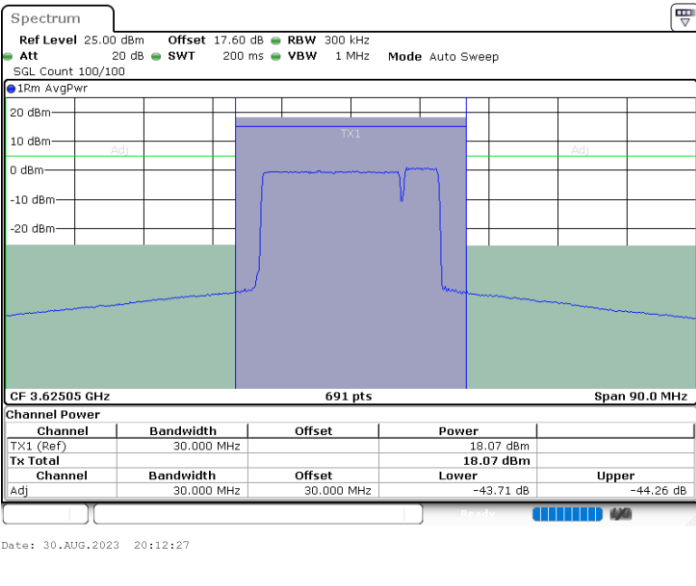 Spectrum
Ref Level 25.00 dBm Offset 17.60 dB RBW 300 kHz
Att 20 dB SWT 200 ms VBW 1 MHz Mode Auto Sweep
SGL Count 100/100
1Rm AvgPwr
20 dBm
TX1
10 dBm
Adj Adj
0 dBm
-10 dBm
-20 dBm
CF 3.62505 GHz 691 pts Span 90.0 MHz
Channel Power
Channel Bandwidth Offset Power
TX1 (Ref) 30.000 MHz 18.07 dBm
Tx Total 18.07 dBm
Channel Bandwidth Offset Lower Upper
Adj 30.000 MHz 30.000 MHz -43.71 dB -44.26 dB
Ready
Date: 30.AUG.2023 20:12:27